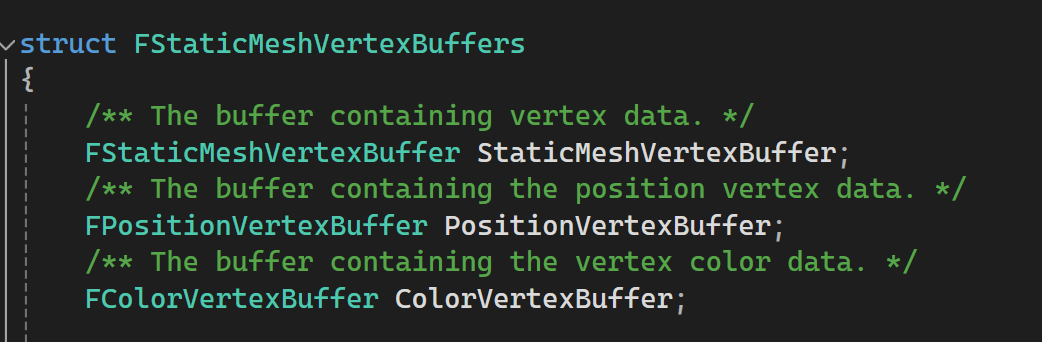 struct FStaticMeshVertexBuffers
{
/** The buffer containing vertex data. */
FStaticMeshVertexBuffer StaticMeshVertexBuffer;
/** The buffer containing the position vertex data. */
FPositionVertexBuffer PositionVertexBuffer;
/** The buffer containing the vertex color data. */
FColorVertexBuffer ColorVertexBuffer;